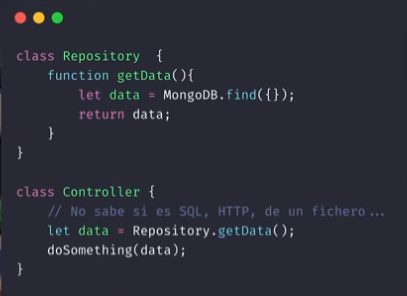 class Repository  {
    function getData(){
        let data = MongoDB.find({});
        return data;
    }
}

class Controller {
    // No sabe si es SQL, HTTP, de un fichero...
    let data = Repository.getData();
    doSomething(data);
}